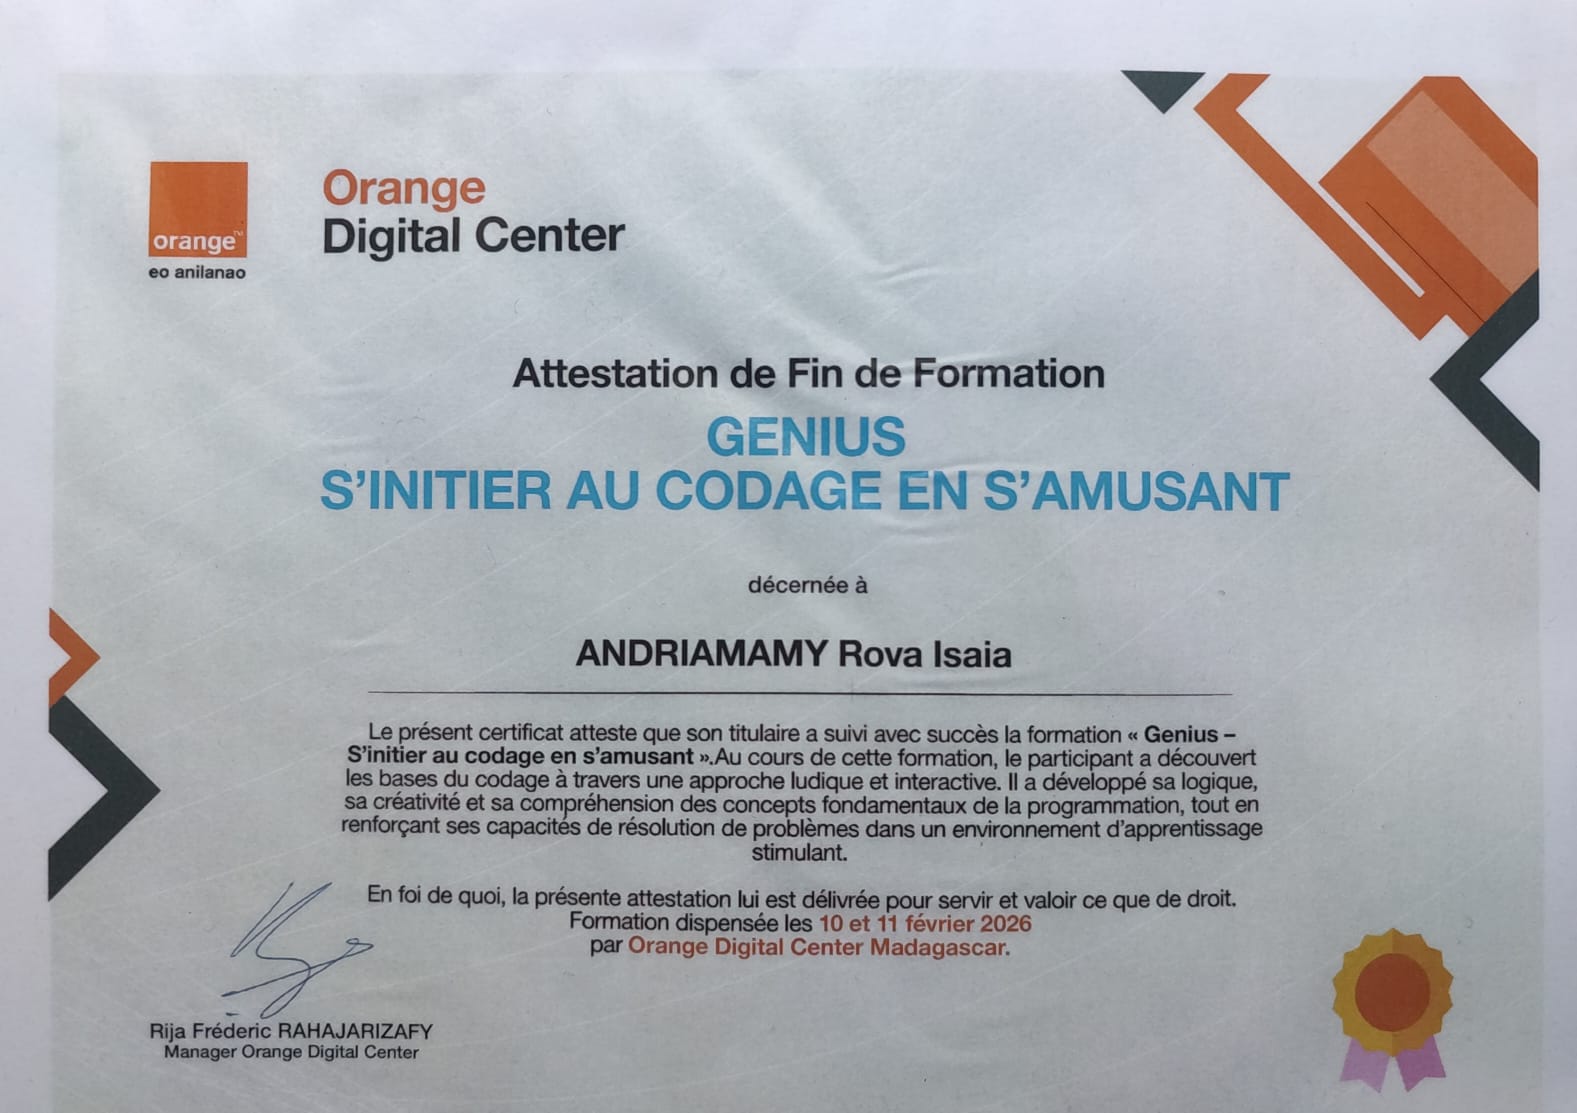 orange™
eo anilanao
Orange
Digital Center
Attestation de Fin de Formation
GENIUS
S'INITIER AU CODAGE EN S'AMUSANT
décernée à
ANDRIAMAMY Rova Isaia
Le présent certificat atteste que son titulaire a suivi avec succès la formation « Genius –
S'initier au codage en s'amusant ».Au cours de cette formation, le participant a découvert
les bases du codage à travers une approche ludique et interactive. Il a développé sa logique,
sa créativité et sa compréhension des concepts fondamentaux de la programmation, tout en
renforçant ses capacités de résolution de problèmes dans un environnement d'apprentissage
stimulant.
En foi de quoi, la présente attestation lui est délivrée pour servir et valoir ce que de droit.
Formation dispensée les 10 et 11 février 2026
par Orange Digital Center Madagascar.
Rija Fréderic RAHAJARIZAFY
Manager Orange Digital Center